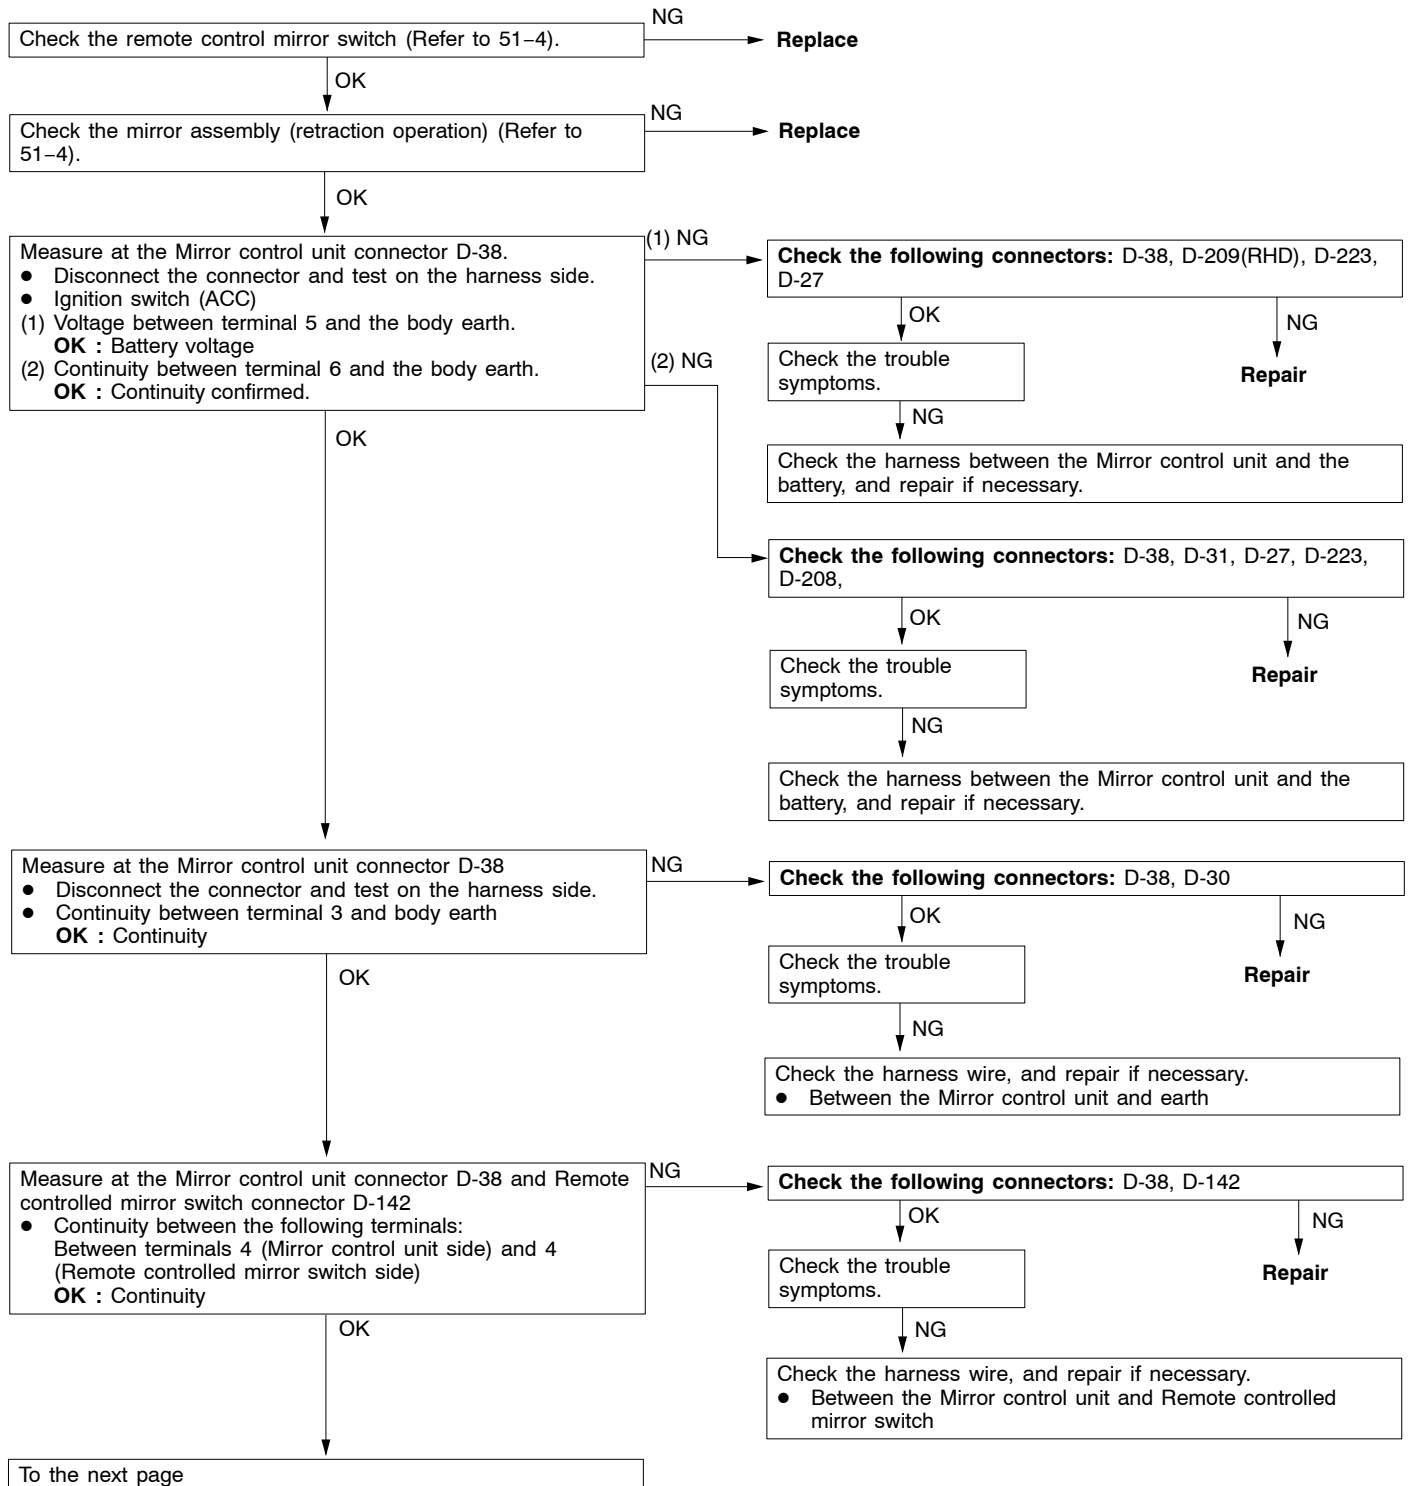 NG
Check the remote control mirror switch (Refer to 51−4).
Replace
OK
NG
Check the mirror assembly (retraction operation) (Refer to
51−4).
Replace
OK
Measure at the Mirror control unit connector D-38.
● Disconnect the connector and test on the harness side.
● Ignition switch (ACC)
(1) Voltage between terminal 5 and the body earth.
OK : Battery voltage
(2) Continuity between terminal 6 and the body earth.
OK : Continuity confirmed.
(1) NG
Check the following connectors: D-38, D-209(RHD), D-223,
D-27
OK
NG
Check the trouble
symptoms.
Repair
NG
Check the harness between the Mirror control unit and the
battery, and repair if necessary.
(2) NG
Check the following connectors: D-38, D-31, D-27, D-223,
D-208,
OK
NG
Check the trouble
symptoms.
Repair
NG
Check the harness between the Mirror control unit and the
battery, and repair if necessary.
OK
Measure at the Mirror control unit connector D-38
● Disconnect the connector and test on the harness side.
● Continuity between terminal 3 and body earth
OK : Continuity
NG
Check the following connectors: D-38, D-30
OK
NG
Check the trouble
symptoms.
Repair
NG
Check the harness wire, and repair if necessary.
● Between the Mirror control unit and earth
OK
Measure at the Mirror control unit connector D-38 and Remote
controlled mirror switch connector D-142
● Continuity between the following terminals:
Between terminals 4 (Mirror control unit side) and 4
(Remote controlled mirror switch side)
OK : Continuity
NG
Check the following connectors: D-38, D-142
OK
NG
Check the trouble
symptoms.
Repair
NG
Check the harness wire, and repair if necessary.
● Between the Mirror control unit and Remote controlled
mirror switch
OK
To the next page